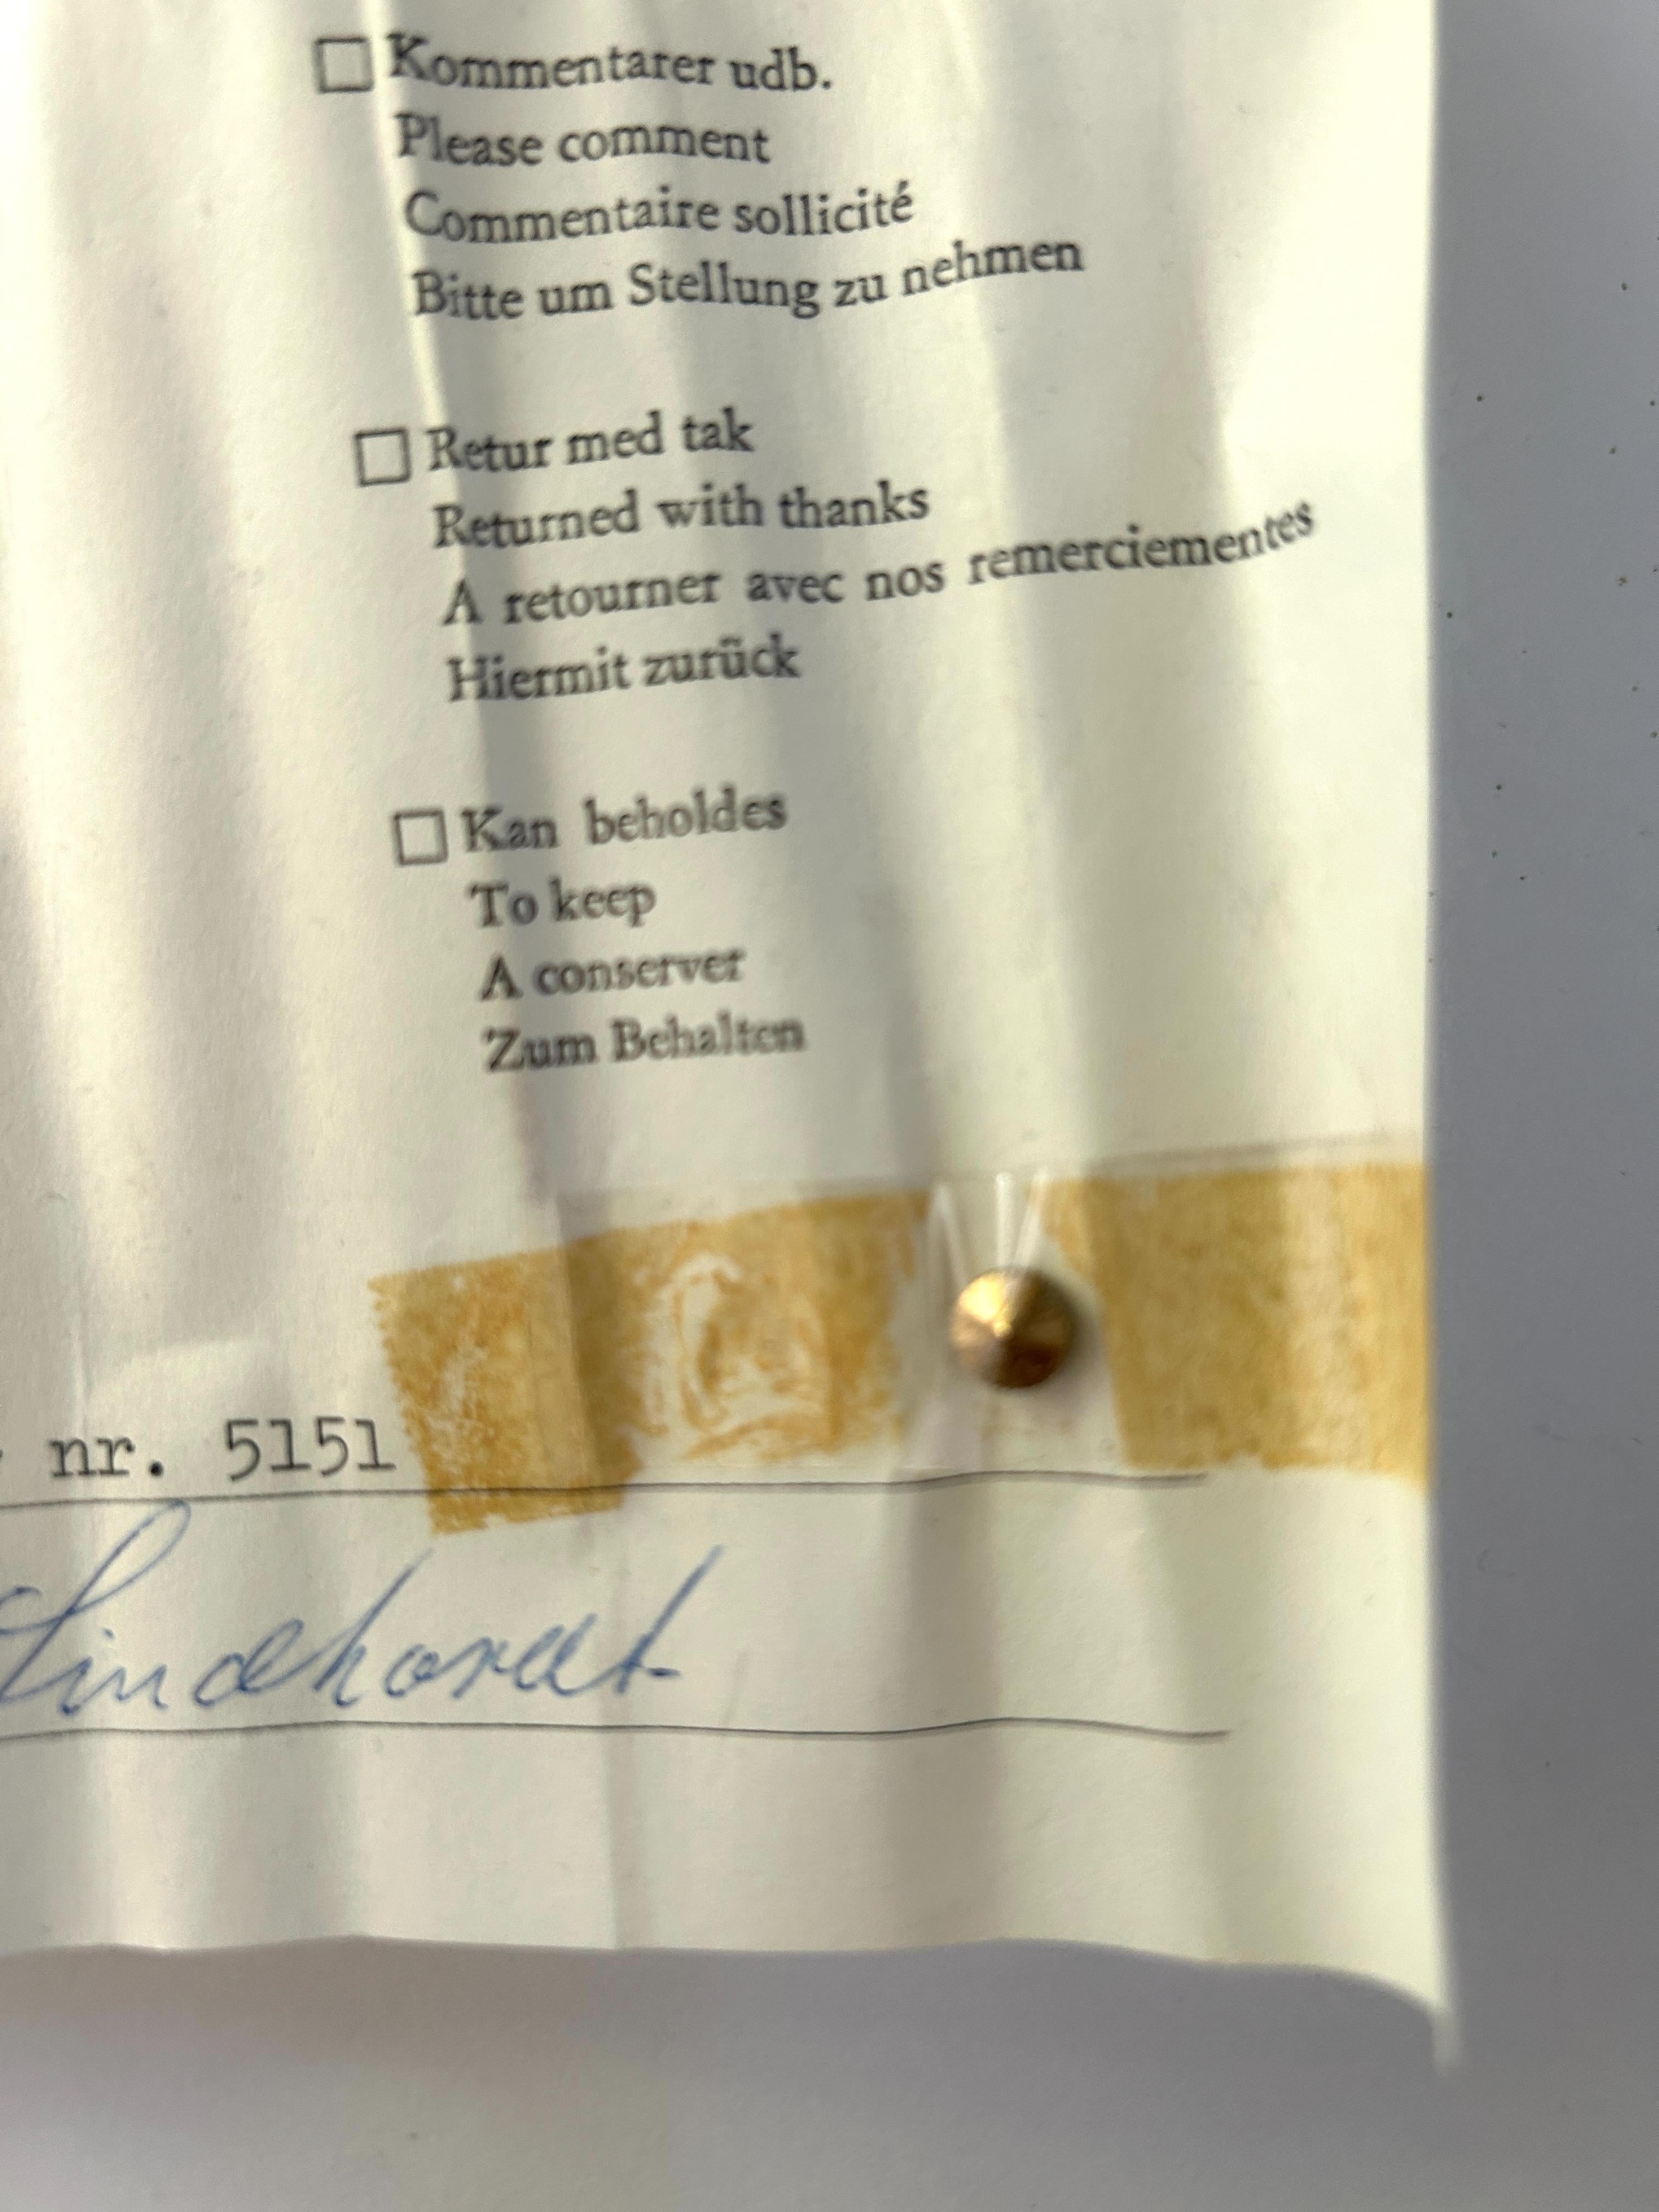 Kommentarer udb.
Please comment
Commentaire sollicité
Bitte um Stellung zu nehmen
Retur med tak
Returned with thanks
A retourner avec nos remerciementes
Hiermit zurück
Kan beholdes
To keep
A conserver
Zum Behalten
nr. 5151
Lindhardt